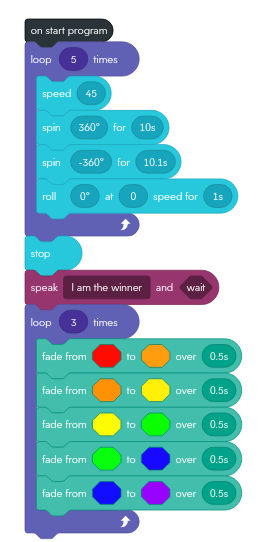 on start program
loop 5 times
speed 45
spin 360° for 10s
spin -360° for 10.1s
roll 0° at 0 speed for 1s
stop
speak I am the winner and wait
loop 3 times
fade from to over 0.5s
fade from to over 0.5s
fade from to over 0.5s
fade from to over 0.5s
fade from to over 0.5s